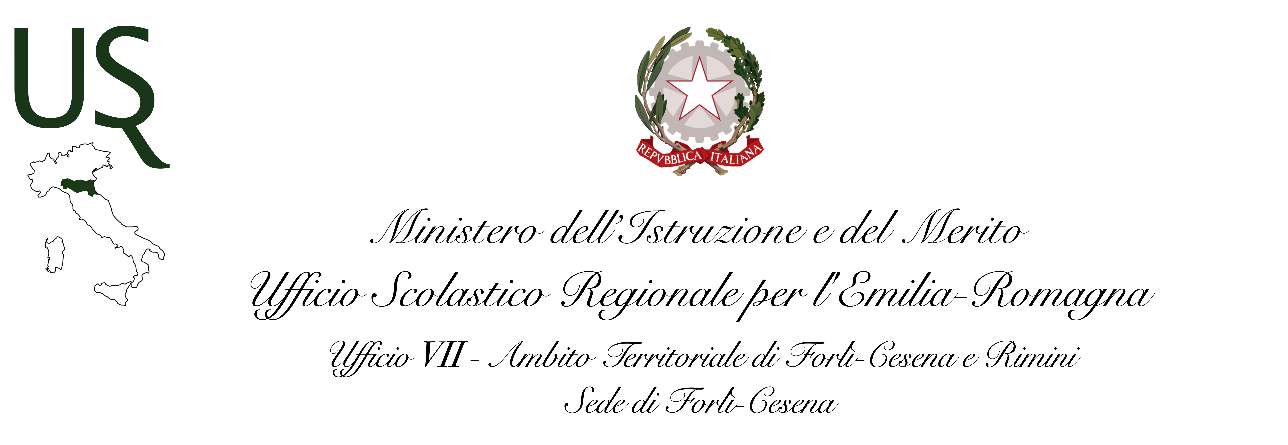 USR
REPVBBLICA ITALIANA
Ministero dell'Istruzione e del Merito
Ufficio Scolastico Regionale per l'Emilia-Romagna
Ufficio VII - Ambito Territoriale di Forlì-Cesena e Rimini
Sede di Forlì-Cesena